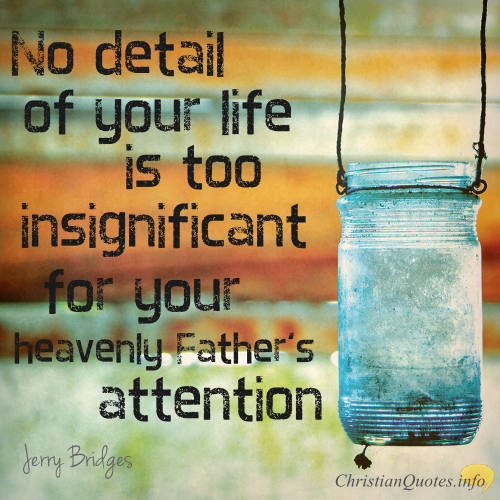 No detail
of your life
is too
insignificant
for your
heavenly Father's
attention
Jerry Bridges
ChristianQuotes.info